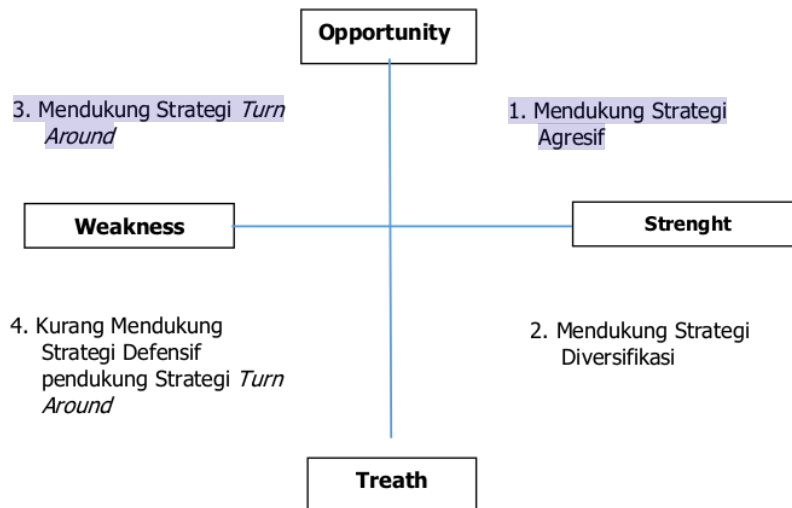 Opportunity
3. Mendukung Strategi Turn
Around
1. Mendukung Strategi
Agresif
Weakness
Strenght
4. Kurang Mendukung
Strategi Defensif
pendukung Strategi Turn
Around
2. Mendukung Strategi
Diversifikasi
Treath